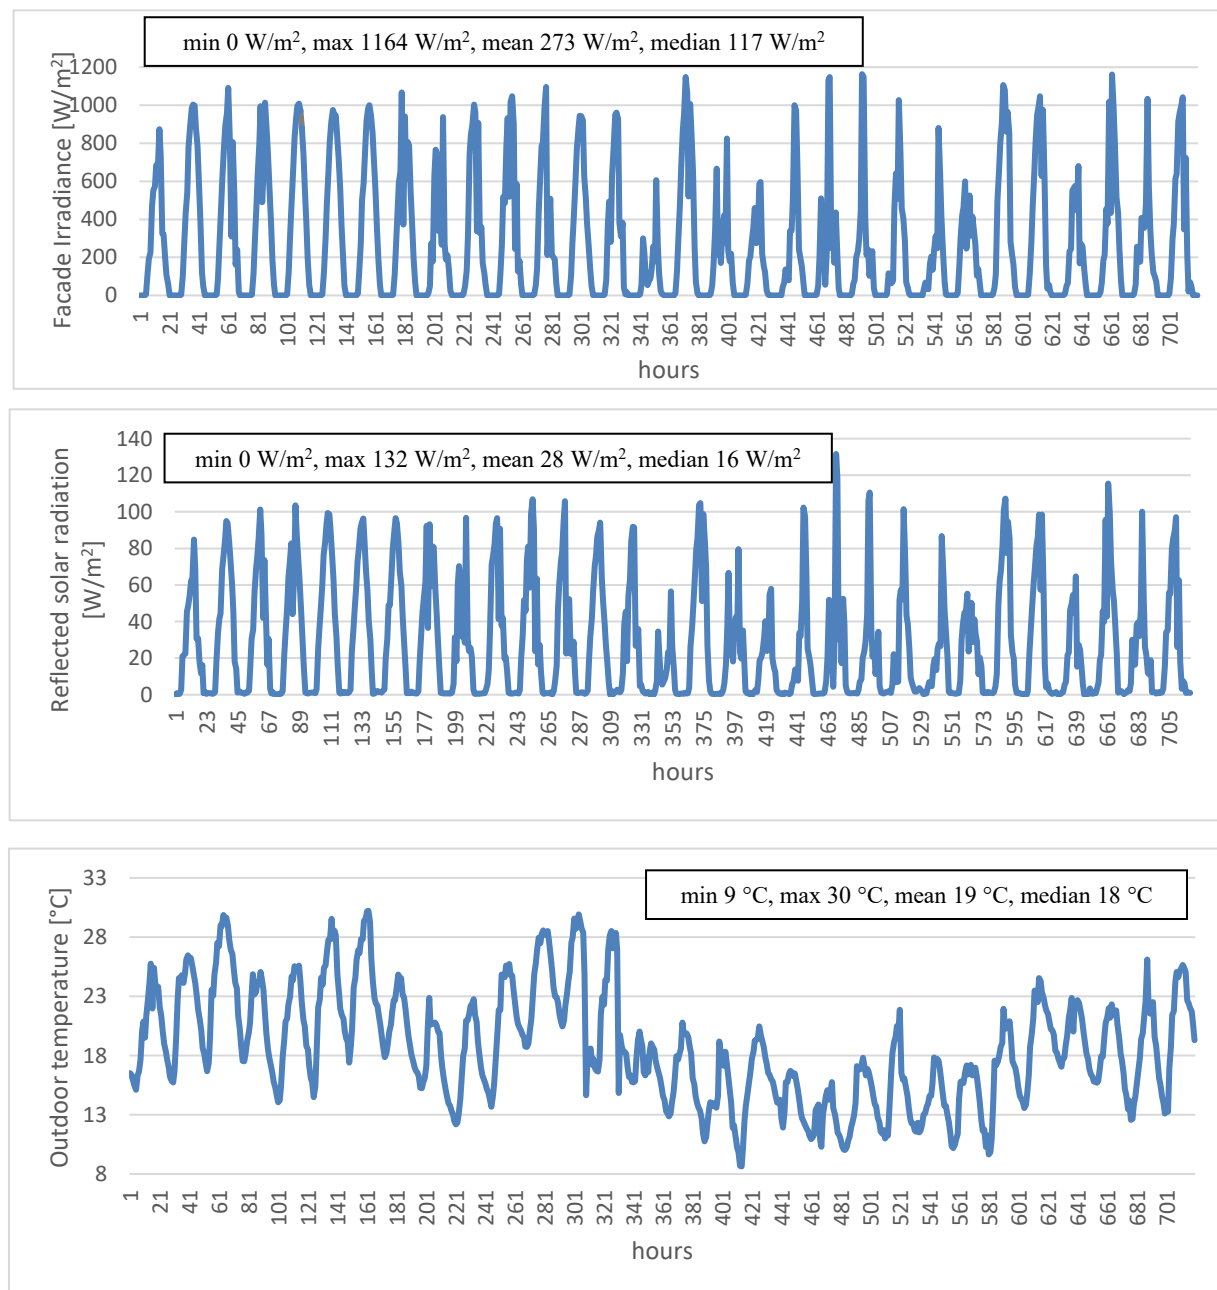 min 0 W/m², max 1164 W/m², mean 273 W/m², median 117 W/m²
Facade Irradiance [W/m²]
1200
1000
800
600
400
200
0
1 21 41 61 81 101 121 141 161 181 201 221 241 261 281 301 321 341 361 381 401 421 441 461 481 501 521 541 561 581 601 621 641 661 681 701
hours
min 0 W/m², max 132 W/m², mean 28 W/m², median 16 W/m²
Reflected solar radiation
[W/m²]
140
120
100
80
60
40
20
0
1 23 45 67 89 111 133 155 177 199 221 243 265 287 309 331 353 375 397 419 441 463 485 507 529 551 573 595 617 639 661 683 705
hours
min 9 °C, max 30 °C, mean 19 °C, median 18 °C
Outdoor temperature [°C]
33
28
23
18
13
8
1 21 41 61 81 101 121 141 161 181 201 221 241 261 281 301 321 341 361 381 401 421 441 461 481 501 521 541 561 581 601 621 641 661 681 701
hours